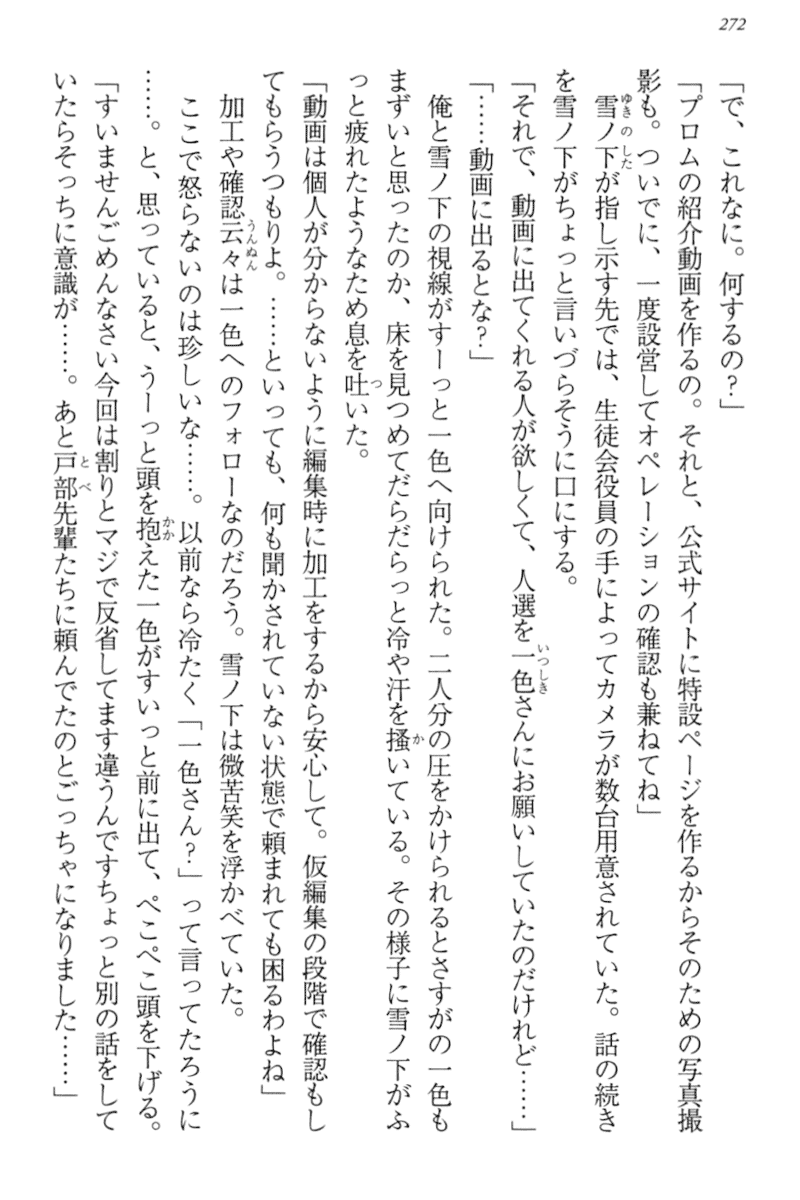 272
「で、これなに。何するの？」
「プロムの紹介動画を作るの。それと、公式サイトに特設ページを作るからそのための写真撮
影も。ついでに、一度設営してオペレーションの確認も兼ねてね」
雪ノ下が指し示す先では、生徒会役員の手によってカメラが数台用意されていた。話の続き
を雪ノ下がちょっと言いづらそうに口にする。
「それで、動画に出てくれる人が欲しくて、人選を一色さんにお願いしていたのだけれど……」
「……動画に出るとな？」
俺と雪ノ下の視線がすーっと一色へ向けられた。二人分の圧をかけられるとさすがの一色も
まずいと思ったのか、床を見つめてだらだらっと冷や汗を掻いている。その様子に雪ノ下がふ
っと疲れたようなため息を吐いた。
「動画は個人が分からないように編集時に加工をするから安心して。仮編集の段階で確認もし
てもらうつもりよ。……といっても、何も聞かされていない状態で頼まれても困るわよね」
加工や確認云々は一色へのフォローなのだろう。雪ノ下は微苦笑を浮かべていた。
ここで怒らないのは珍しいな……。以前なら冷たく「一色さん？」って言ってたろうに
……。と、思っていると、うーっと頭を抱えた一色がすいっと前に出て、ぺこぺこ頭を下げる。
「すいませんごめんなさい今回は割りとマジで反省してます違うんですちょっと別の話をして
いたらそっちに意識が……。あと戸部先輩たちに頼んでたのとごっちゃになりました……」